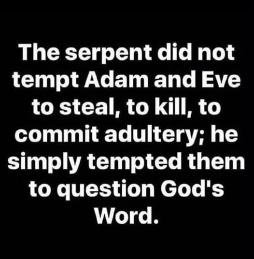 The serpent did not
tempt Adam and Eve
to steal, to kill, to
commit adultery; he
simply tempted them
to question God's
Word.